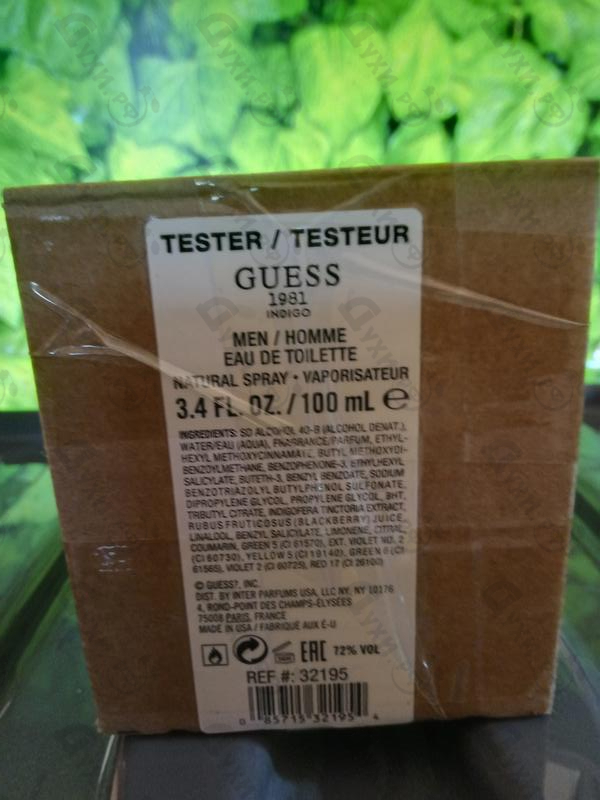 TESTER / TESTEUR
GUESS
1981
INDIGO
MEN / HOMME
EAU DE TOILETTE
NATURAL SPRAY • VAPORISATEUR
3.4 FL. OZ. / 100 mL ℮
INGREDIENTS: SD ALCOHOL 40-B (ALCOHOL DENAT.),
WATER/EAU (AQUA), FRAGRANCE/PARFUM, ETHYL-
HEXYL METHOXYCINNAMATE, BUTYL METHOXYDI-
BENZOYLMETHANE, BENZOPHENONE-3, ETHYLHEXYL
SALICYLATE, BUTETH-3, BENZYL BENZOATE, SODIUM
BENZOTRIAZOLYL BUTYLPHENOL SULFONATE,
DIPROPYLENE GLYCOL, PROPYLENE GLYCOL, BHT,
TRIBUTYL CITRATE, INDIGOFERA TINCTORIA EXTRACT,
RUBUS FRUTICOSUS (BLACKBERRY) JUICE,
LINALOOL, BENZYL SALICYLATE, LIMONENE, CITRAL,
COUMARIN, GREEN 5 (CI 61570), EXT. VIOLET NO. 2
(CI 60730), YELLOW 5 (CI 19140), GREEN 6 (CI
61565), VIOLET 2 (CI 60725), RED 17 (CI 26100)
© GUESS?, INC.
DIST. BY INTER PARFUMS USA, LLC NY, NY 10176
4, ROND-POINT DES CHAMPS-ÉLYSÉES
75008 PARIS, FRANCE
MADE IN USA / FABRIQUÉ AUX É-U
EAC 72% VOL
REF #: 32195
0 85715 32195 4
Духи.рф